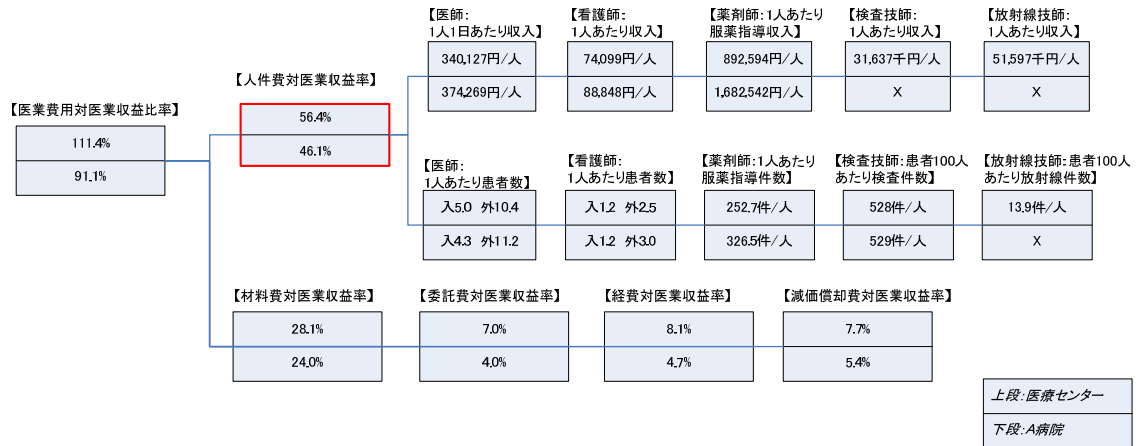 【医師:
1人1日あたり収入】
【看護師:
1人あたり収入】
【薬剤師:1人あたり
服薬指導収入】
【検査技師:
1人あたり収入】
【放射線技師:
1人あたり収入】
340,127円/人
374,269円/人
74,099円/人
88,848円/人
892,594円/人
1,682,542円/人
31,637千円/人
X
51,597千円/人
X
【人件費対医業収益率】
56.4%
46.1%
【医業費用対医業収益比率】
111.4%
91.1%
【医師:
1人あたり患者数】
【看護師:
1人あたり患者数】
【薬剤師:1人あたり
服薬指導件数】
【検査技師:患者100人
あたり検査件数】
【放射線技師:患者100人
あたり放射線件数】
入5.0 外10.4
入4.3 外11.2
入1.2 外2.5
入1.2 外3.0
252.7件/人
326.5件/人
528件/人
529件/人
13.9件/人
X
【材料費対医業収益率】
28.1%
24.0%
【委託費対医業収益率】
7.0%
4.0%
【経費対医業収益率】
8.1%
4.7%
【減価償却費対医業収益率】
7.7%
5.4%
上段:医療センター
下段:A病院